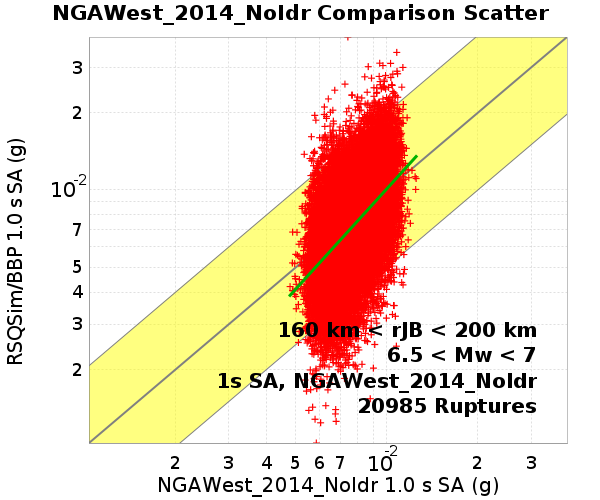 NGAWest_2014_NoIdr Comparison Scatter
RSQSim/BBP 1.0 s SA (g)
3
2
10-2
7
5
4
3
2
160 km < rJB < 200 km
6.5 < Mw < 7
1s SA, NGAWest_2014_NoIdr
20985 Ruptures
2 3 4 5 6 7 10-2 2 3
NGAWest_2014_NoIdr 1.0 s SA (g)